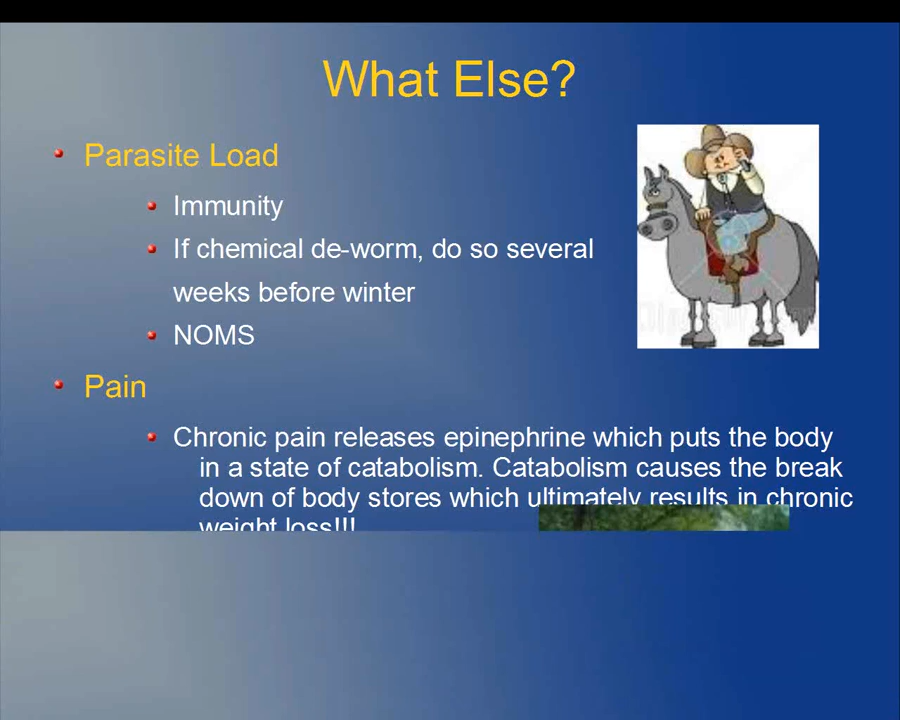 What Else?
Parasite Load
Immunity
If chemical de-worm, do so several
weeks before winter
NOMS
Pain
Chronic pain releases epinephrine which puts the body
in a state of catabolism. Catabolism causes the break
down of body stores which ultimately results in chronic
weight loss!!!